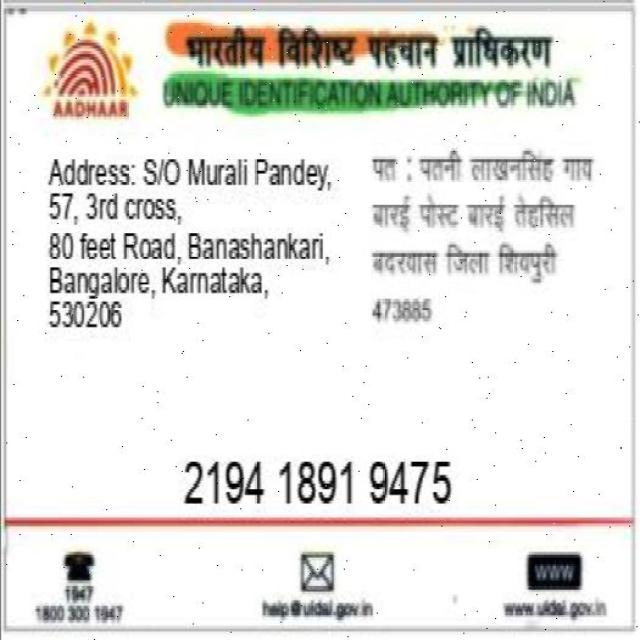 भारतीय विशिष्ट पहचान प्राधिकरण
AADHAAR
UNIQUE IDENTIFICATION AUTHORITY OF INDIA
Address: S/O Murali Pandey,
57, 3rd cross,
80 feet Road, Banashankari,
Bangalore, Karnataka,
530206
पत : पतनी लाखनसिंह गाव
बारई पोस्ट बारई तेहसिल
बदरवास जिला शिवपुरी
473885
2194 1891 9475
1947
1800 300 1947
help@uidai.gov.in
www
www.uidai.gov.in